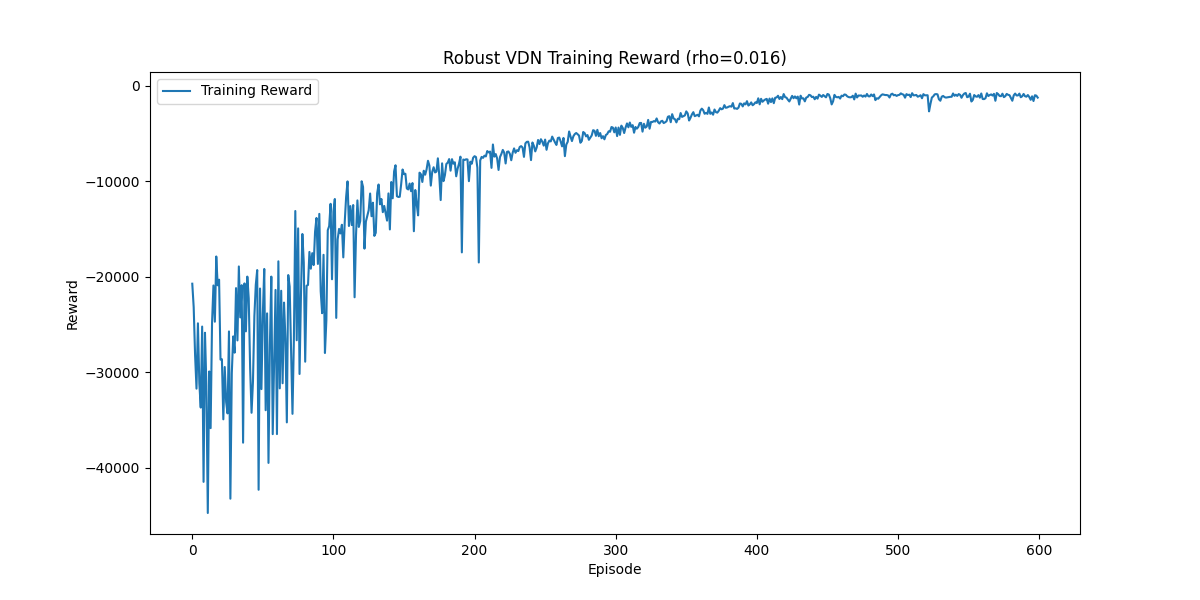 Robust VDN Training Reward (rho=0.016)
Training Reward
0
−10000
−20000
−30000
−40000
Reward
0 100 200 300 400 500 600
Episode